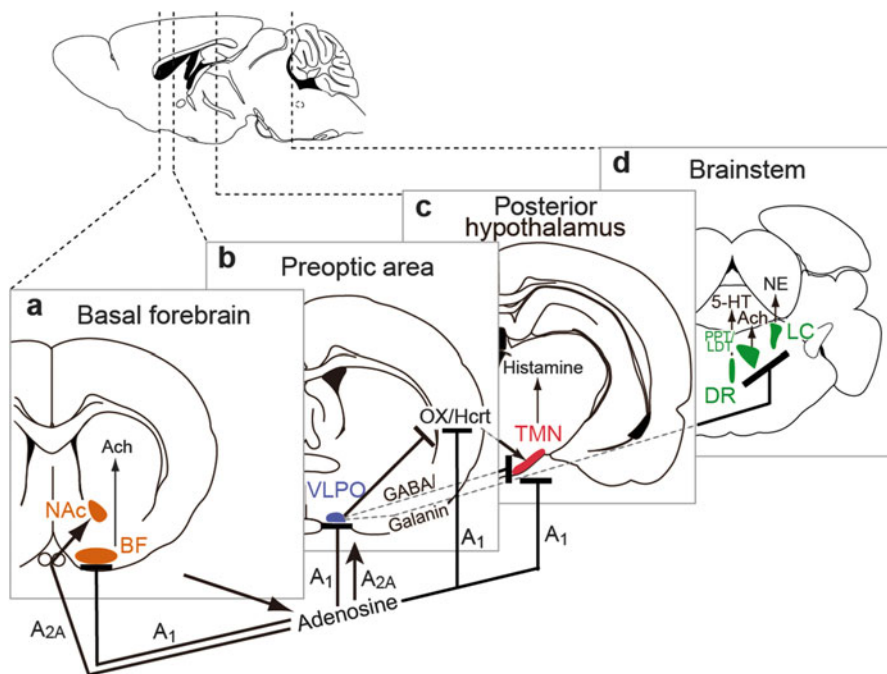 d
Brainstem
NE
5-HT
Ach
PPT/
LDT
LC
DR
c
Posterior
hypothalamus
Histamine
TMN
b
Preoptic area
OX/Hcrt
VLPO
GABA/
Galanin
a
Basal forebrain
Ach
NAc
BF
A1
A2A
A1
A1
Adenosine
A2A
A1